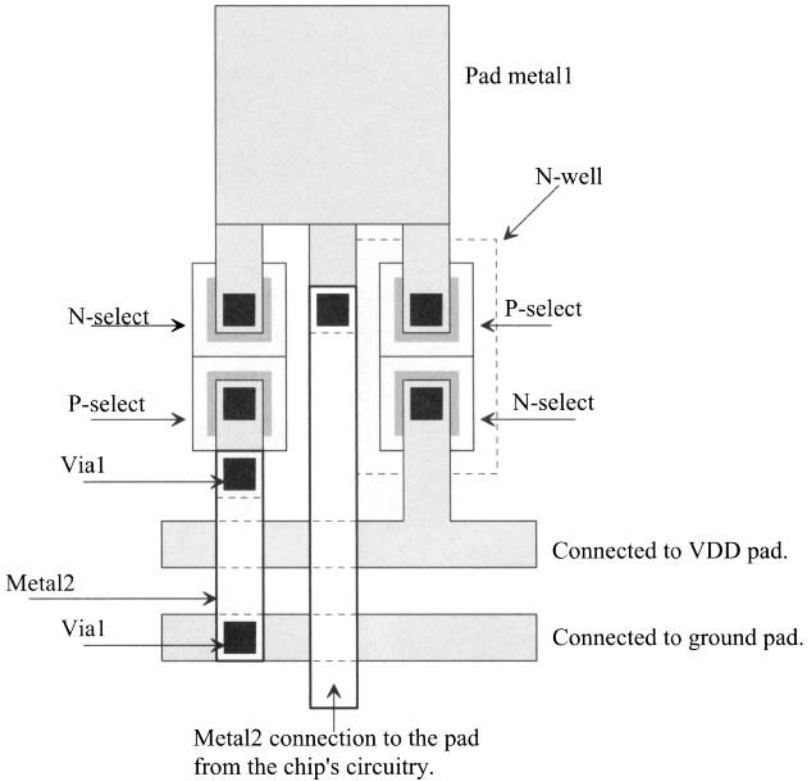 Pad metal1
N-well
N-select
P-select
P-select
N-select
Via1
Connected to VDD pad.
Metal2
Via1
Connected to ground pad.
Metal2 connection to the pad
from the chip's circuitry.